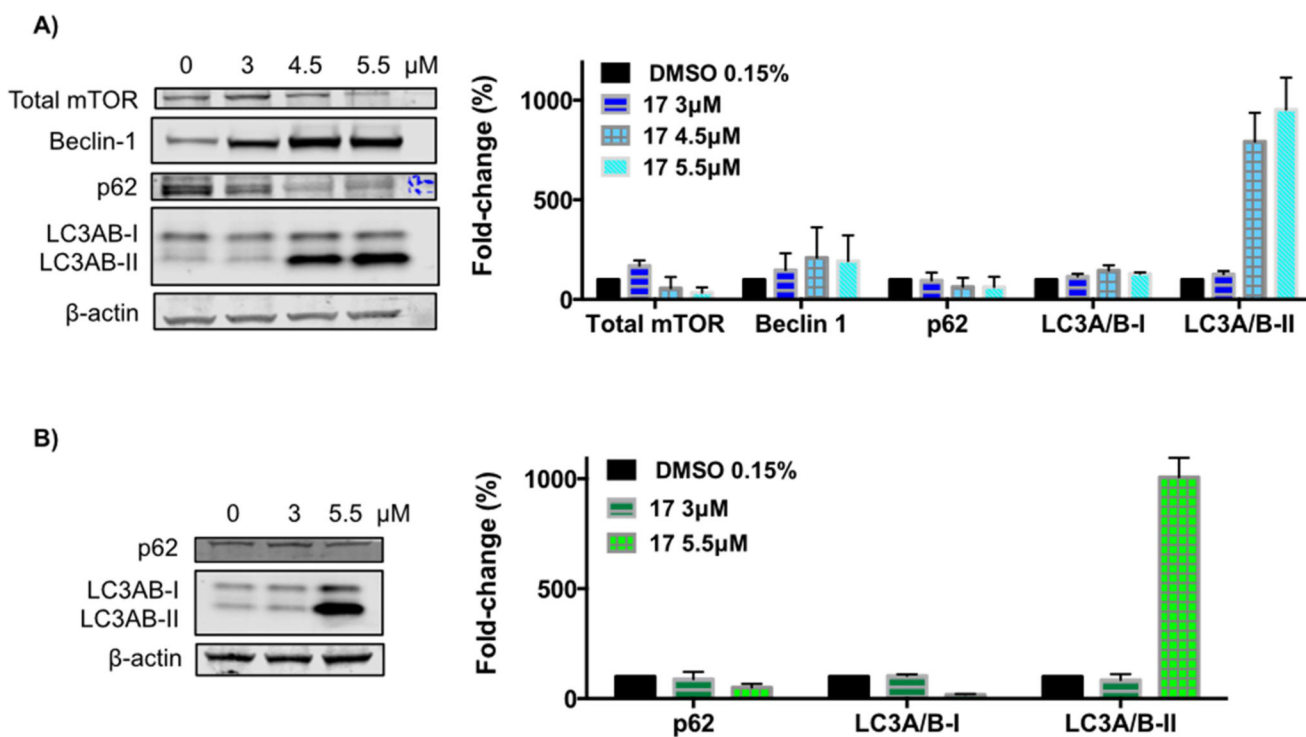 A)
0 3 4.5 5.5 µM
Total mTOR
Beclin-1
p62
LC3AB-I
LC3AB-II
β-actin
Fold-change (%)
1000
500
0
DMSO 0.15%
17 3µM
17 4.5µM
17 5.5µM
Total mTOR Beclin 1 p62 LC3A/B-I LC3A/B-II
B)
0 3 5.5 µM
p62
LC3AB-I
LC3AB-II
β-actin
Fold-change (%)
1000
500
0
DMSO 0.15%
17 3µM
17 5.5µM
p62 LC3A/B-I LC3A/B-II